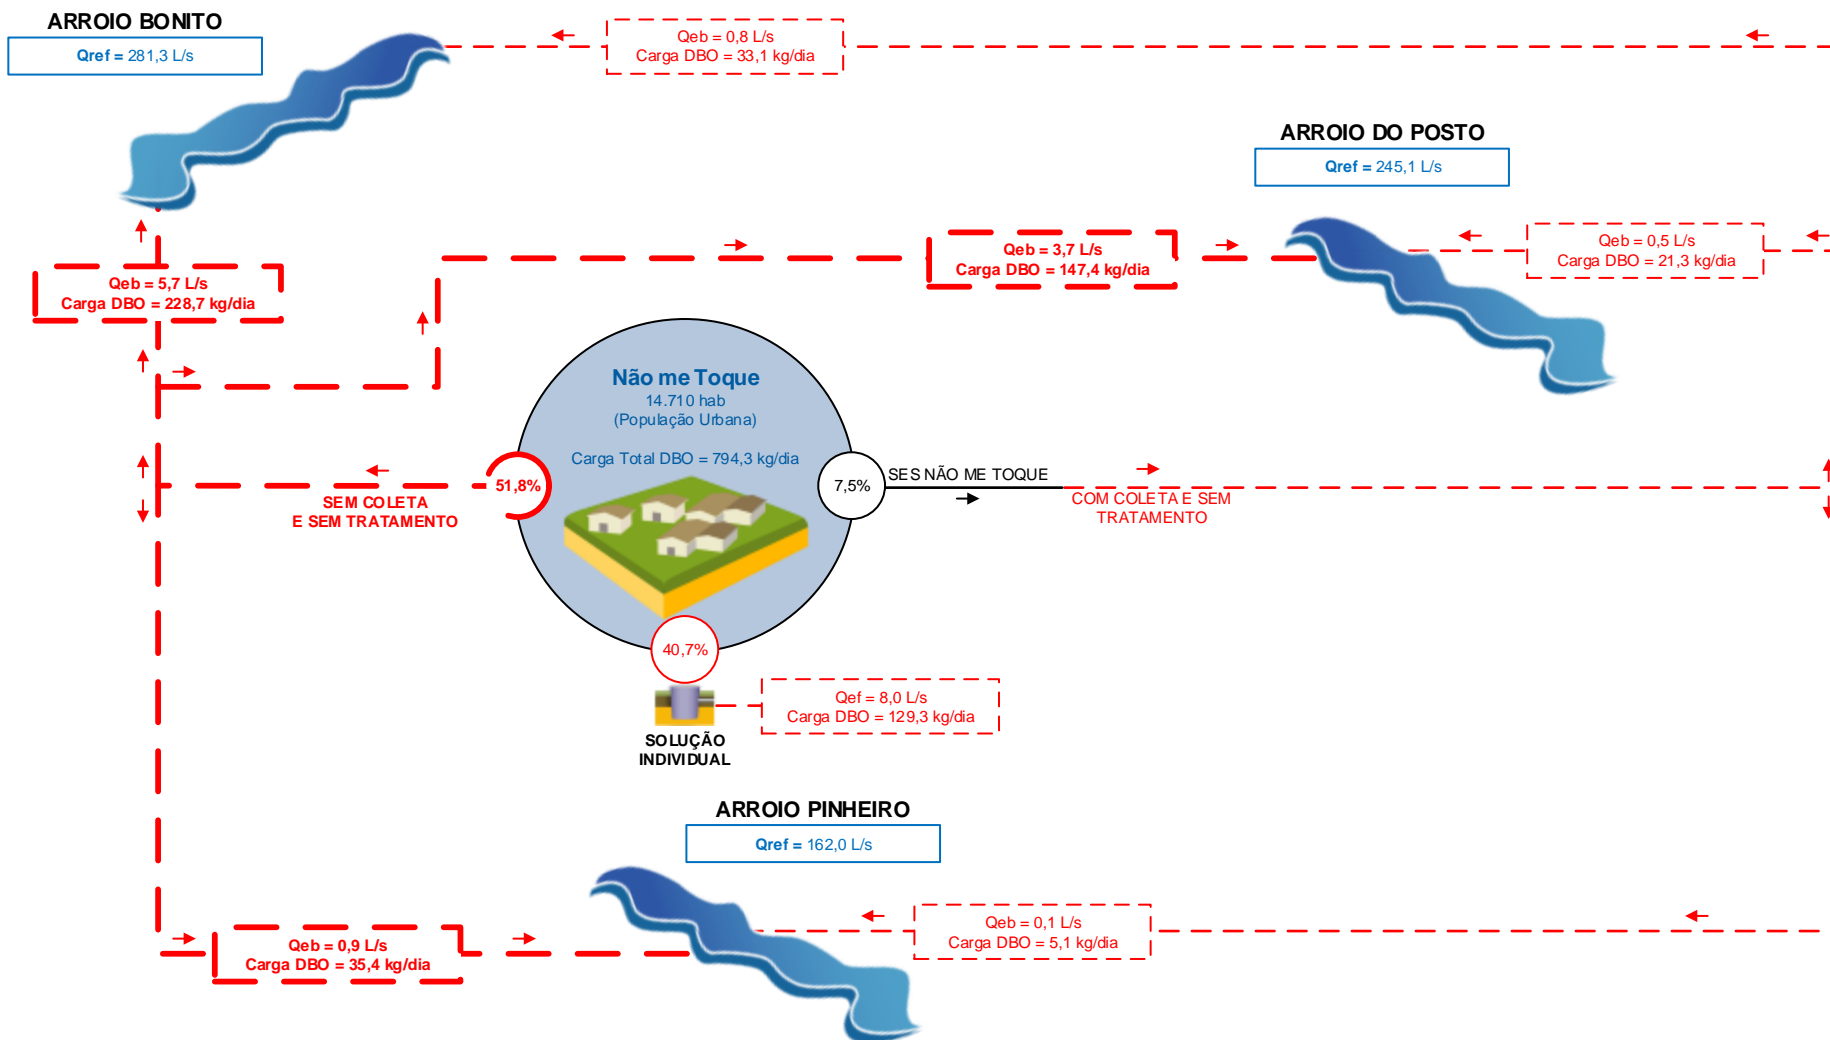 ARROIO BONITO
Qref = 281,3 L/s
Qeb = 0,8 L/s
Carga DBO = 33,1 kg/dia
ARROIO DO POSTO
Qref = 245,1 L/s
Qeb = 3,7 L/s
Carga DBO = 147,4 kg/dia
Qeb = 0,5 L/s
Carga DBO = 21,3 kg/dia
Qeb = 5,7 L/s
Carga DBO = 228,7 kg/dia
Não me Toque
14.710 hab
(População Urbana)
Carga Total DBO = 794,3 kg/dia
51,8%
SEM COLETA
E SEM TRATAMENTO
7,5%
SES NÃO ME TOQUE
COM COLETA E SEM
TRATAMENTO
40,7%
Qef = 8,0 L/s
Carga DBO = 129,3 kg/dia
SOLUÇÃO
INDIVIDUAL
ARROIO PINHEIRO
Qref = 162,0 L/s
Qeb = 0,9 L/s
Carga DBO = 35,4 kg/dia
Qeb = 0,1 L/s
Carga DBO = 5,1 kg/dia